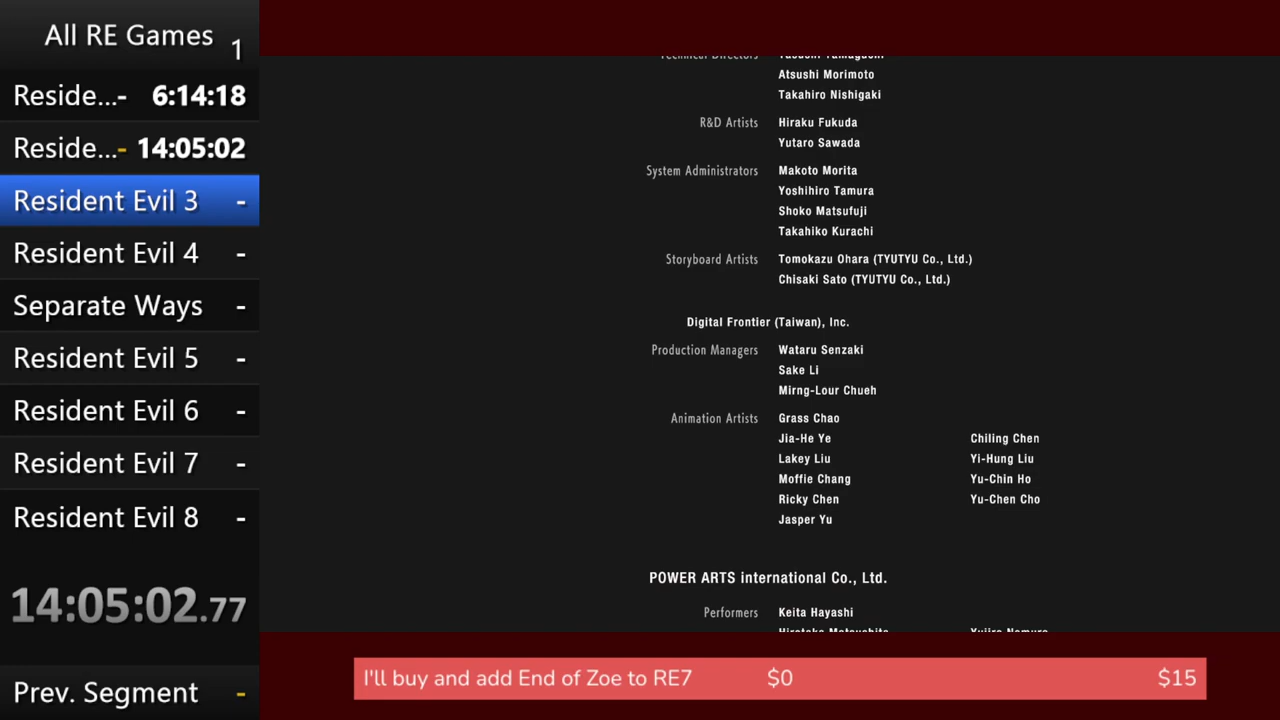 All RE Games
1
Reside...- 6:14:18
Reside...- 14:05:02
Resident Evil 3 -
Resident Evil 4 -
Separate Ways -
Resident Evil 5 -
Resident Evil 6 -
Resident Evil 7 -
Resident Evil 8 -
14:05:02.77
Prev. Segment -
Technical Directors
Atsushi Morimoto
Takahiro Nishigaki
R&D Artists Hiraku Fukuda
Yutaro Sawada
System Administrators Makoto Morita
Yoshihiro Tamura
Shoko Matsufuji
Takahiko Kurachi
Storyboard Artists Tomokazu Ohara (TYUTYU Co., Ltd.)
Chisaki Sato (TYUTYU Co., Ltd.)
Digital Frontier (Taiwan), Inc.
Production Managers Wataru Senzaki
Sake Li
Mirng-Lour Chueh
Animation Artists Grass Chao
Jia-He Ye Chiling Chen
Lakey Liu Yi-Hung Liu
Moffie Chang Yu-Chin Ho
Ricky Chen Yu-Chen Cho
Jasper Yu
POWER ARTS international Co., Ltd.
Performers Keita Hayashi
I'll buy and add End of Zoe to RE7 $0 $15